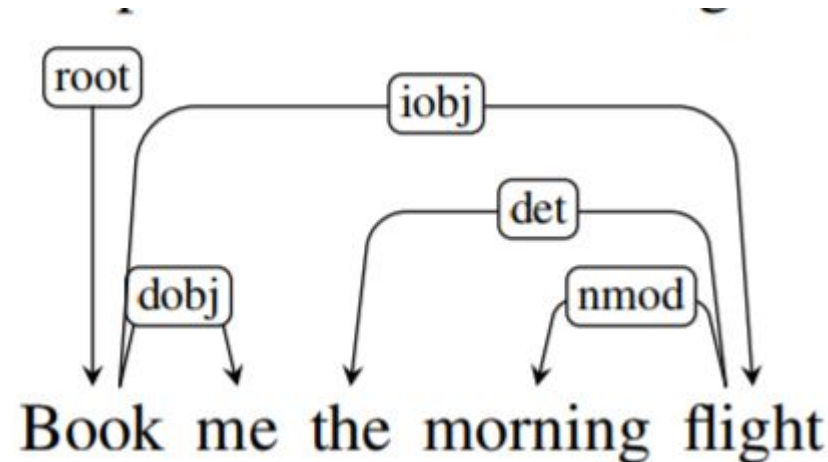 root
iobj
det
dobj
nmod
Book me the morning flight